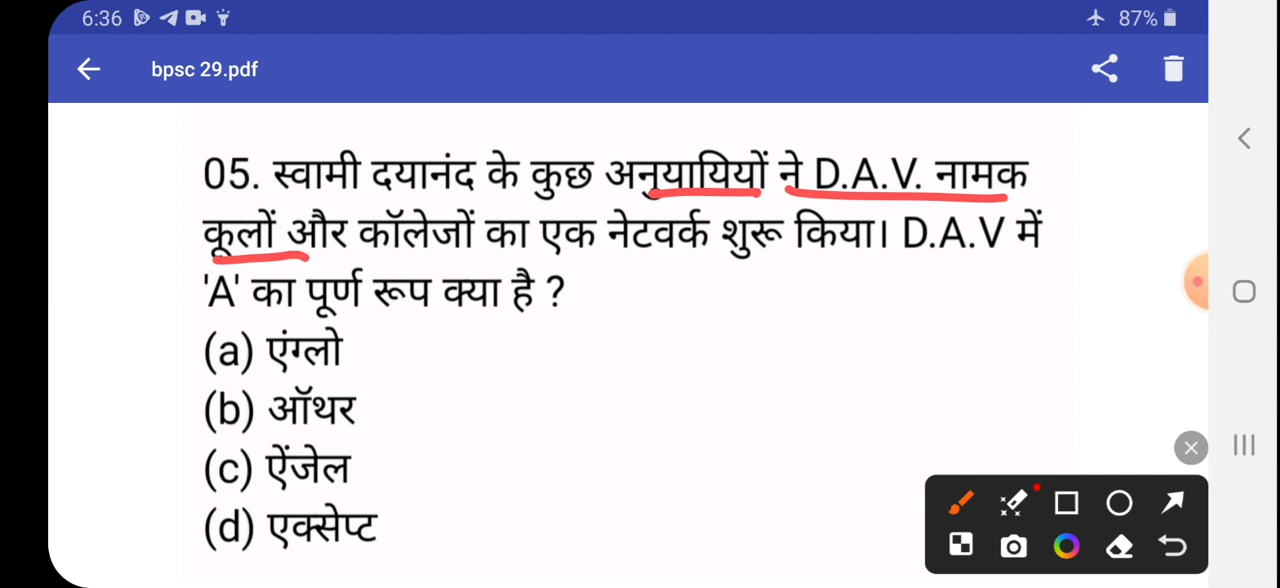 6:36
87%
bpsc 29.pdf
05. स्वामी दयानंद के कुछ अनुयायियों ने D.A.V. नामक
कूलों और कॉलेजों का एक नेटवर्क शुरू किया। D.A.V में
'A' का पूर्ण रूप क्या है ?
(a) एंग्लो
(b) ऑथर
(c) ऐंजेल
(d) एक्सेप्ट